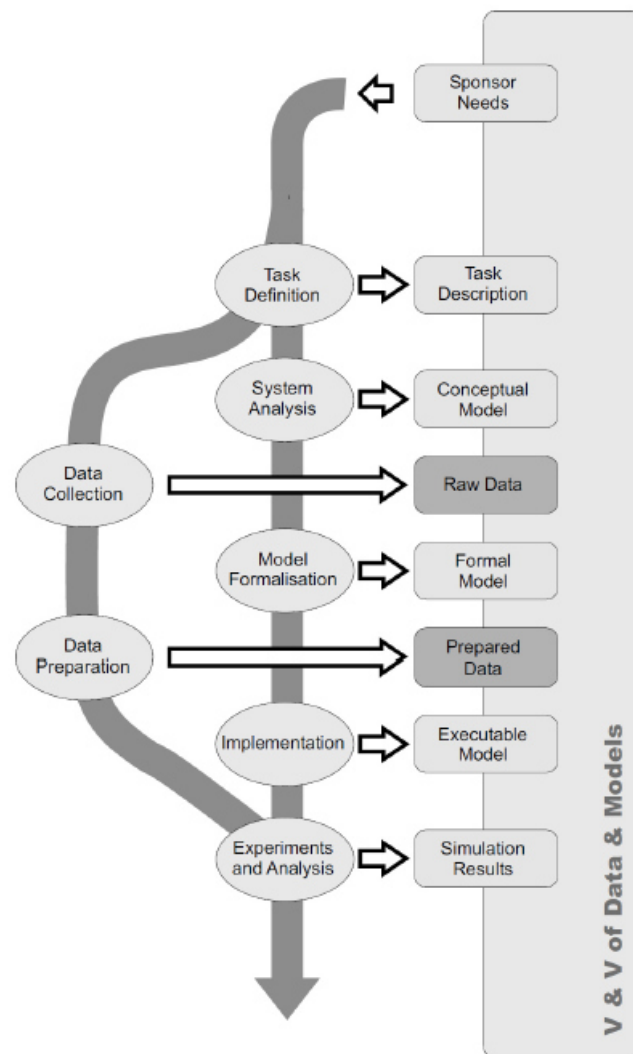 Sponsor
Needs
Task
Definition
Task
Description
System
Analysis
Conceptual
Model
Data
Collection
Raw Data
Model
Formalisation
Formal
Model
Data
Preparation
Prepared
Data
Implementation
Executable
Model
Experiments
and Analysis
Simulation
Results
V & V of Data & Models